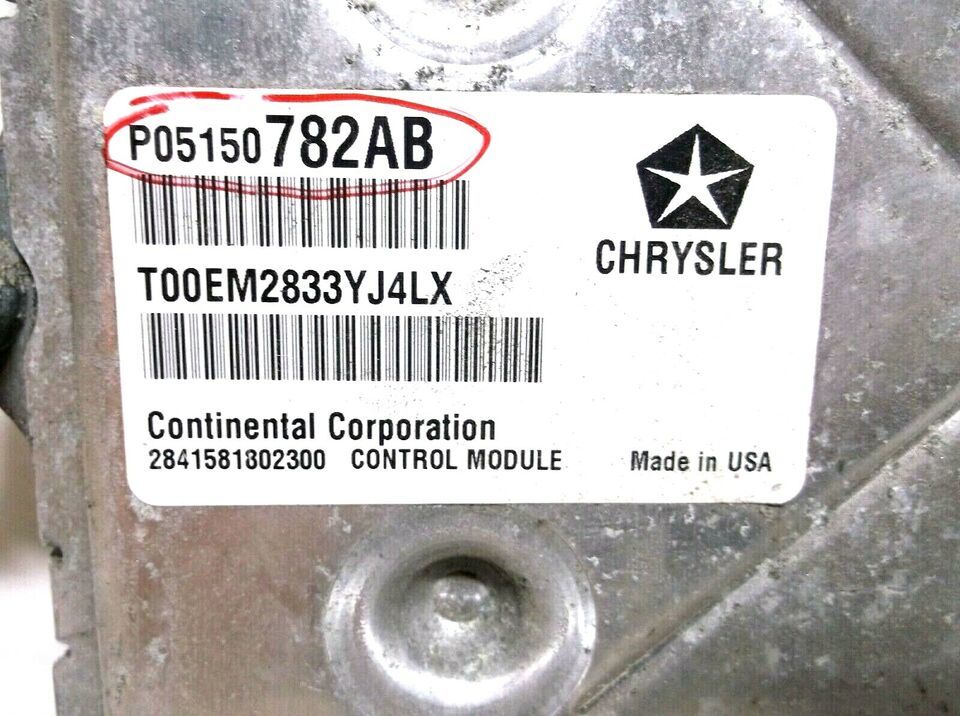 P05150782AB
CHRYSLER
T00EM2833YJ4LX
Continental Corporation
2841581802300 CONTROL MODULE Made in USA